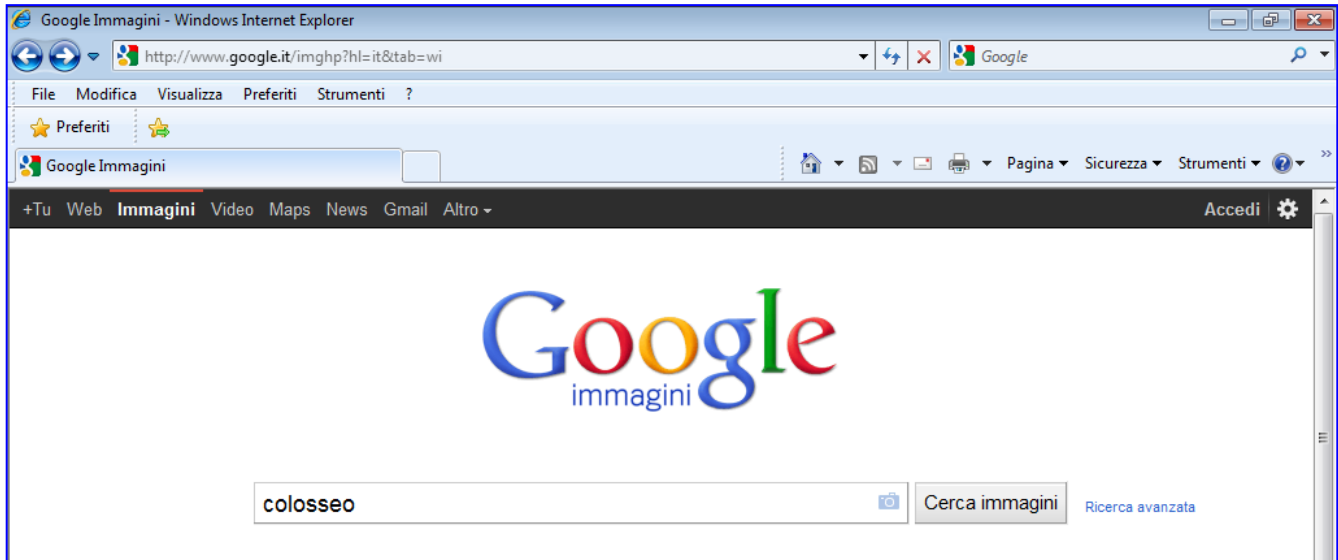 Google Immagini - Windows Internet Explorer
http://www.google.it/imghp?hl=it&tab=wi Google
File Modifica Visualizza Preferiti Strumenti ?
Preferiti
Google Immagini Pagina Sicurezza Strumenti
+Tu Web Immagini Video Maps News Gmail Altro Accedi
Google
immagini
colosseo Cerca immagini Ricerca avanzata